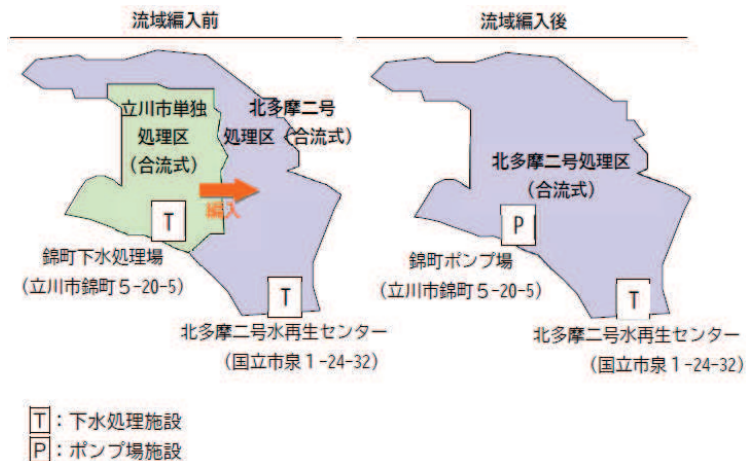 流域編入前
立川市単独
処理区
(合流式)
北多摩二号
処理区(合流式)
編入
T
錦町下水処理場
(立川市錦町5-20-5)
T
北多摩二号水再生センター
(国立市泉1-24-32)
流域編入後
北多摩二号処理区
(合流式)
P
錦町ポンプ場
(立川市錦町5-20-5)
T
北多摩二号水再生センター
(国立市泉1-24-32)
T:下水処理施設
P:ポンプ場施設